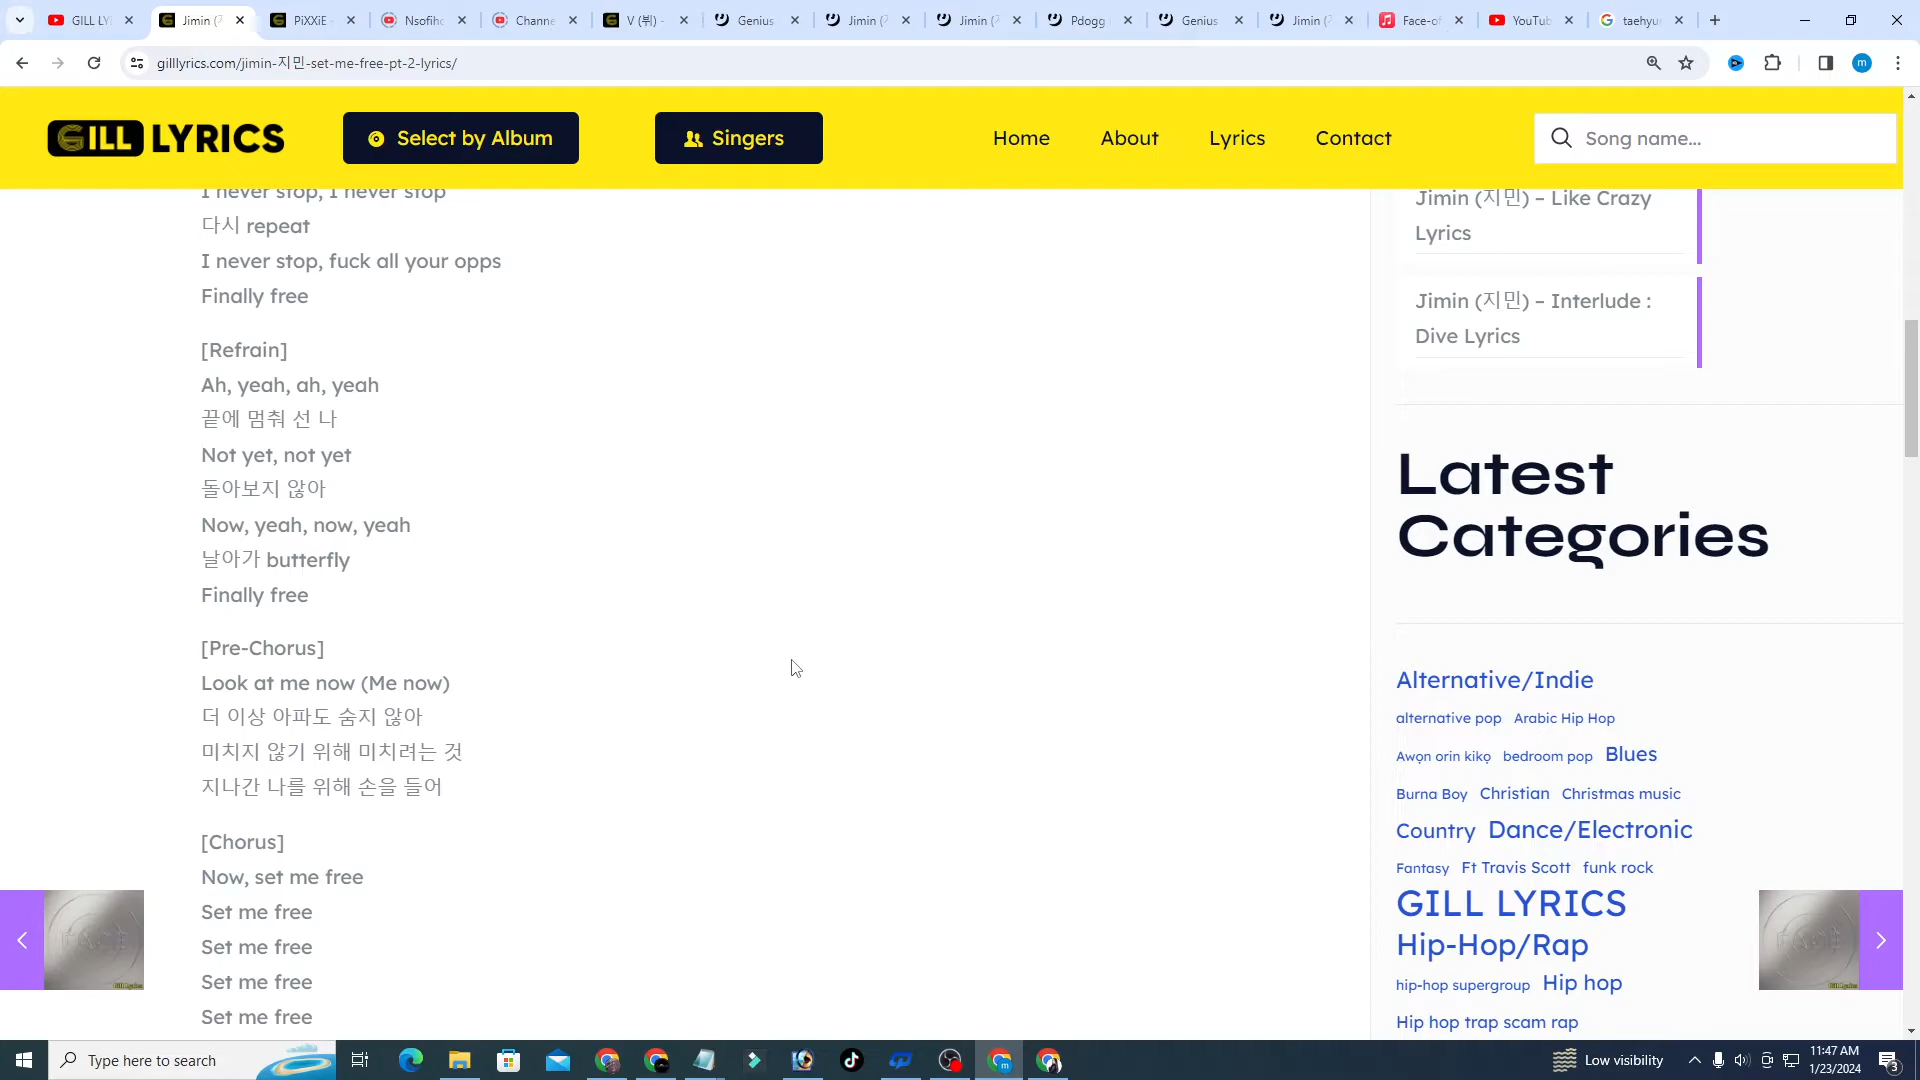 GILL LY
Jimin (
PiXXiE -
Nsofiho
Channe
V (뷔) -
Genius
Jimin (
Jimin (
Pdogg
Genius
Jimin (
Face-of
YouTub
taehyu
gilllyrics.com/jimin-지민-set-me-free-pt-2-lyrics/
m
GILL LYRICS
Select by Album
Singers
Home
About
Lyrics
Contact
Song name...
I never stop, I never stop
다시 repeat
I never stop, fuck all your opps
Finally free
[Refrain]
Ah, yeah, ah, yeah
끝에 멈춰 선 나
Not yet, not yet
돌아보지 않아
Now, yeah, now, yeah
날아가 butterfly
Finally free
[Pre-Chorus]
Look at me now (Me now)
더 이상 아파도 숨지 않아
미치지 않기 위해 미치려는 것
지나간 나를 위해 손을 들어
[Chorus]
Now, set me free
Set me free
Set me free
Set me free
Set me free
Jimin (지민) – Like Crazy
Lyrics
Jimin (지민) – Interlude :
Dive Lyrics
Latest
Categories
Alternative/Indie
alternative pop Arabic Hip Hop
Awọn orin kikọ bedroom pop Blues
Burna Boy Christian Christmas music
Country Dance/Electronic
Fantasy Ft Travis Scott funk rock
GILL LYRICS
Hip-Hop/Rap
hip-hop supergroup Hip hop
Hip hop trap scam rap
FACE
FACE
Type here to search
Low visibility
11:47 AM
1/23/2024
3